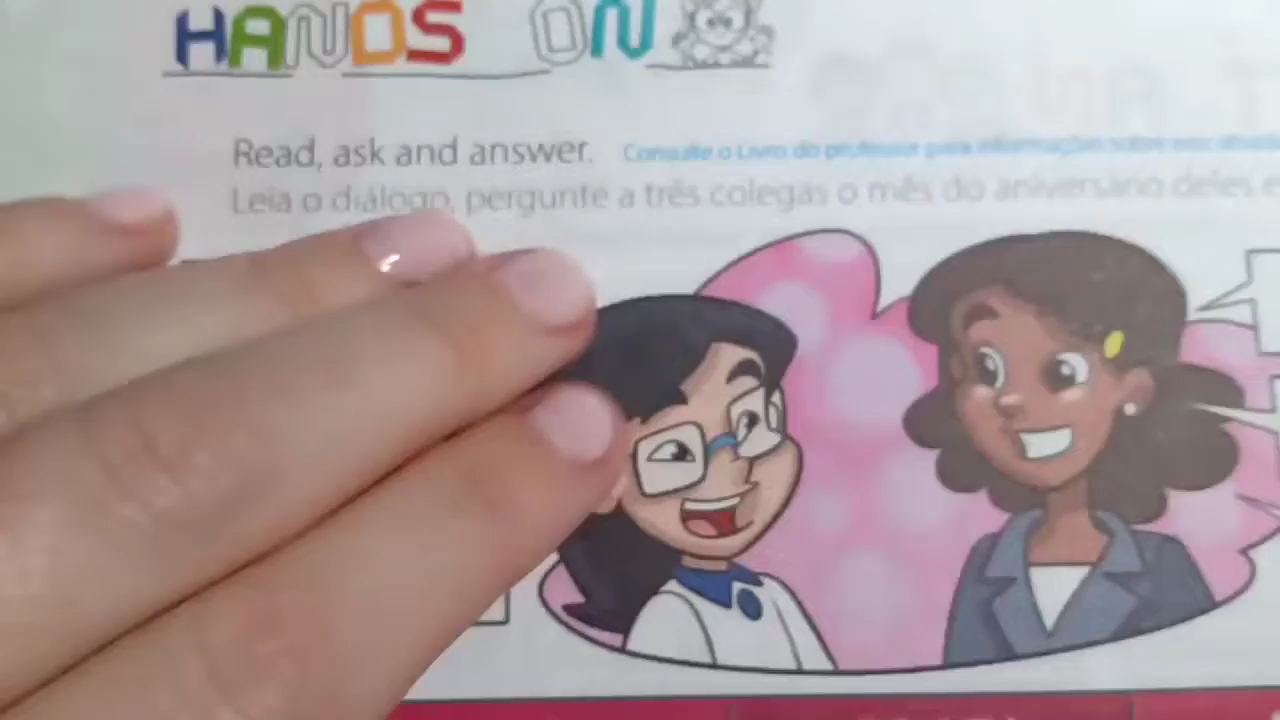 HANDS ON
Read, ask and answer. Consulte o Livro do professor para informações sobre
Leia o diálogo, pergunte a três colegas o mês do aniversário deles e